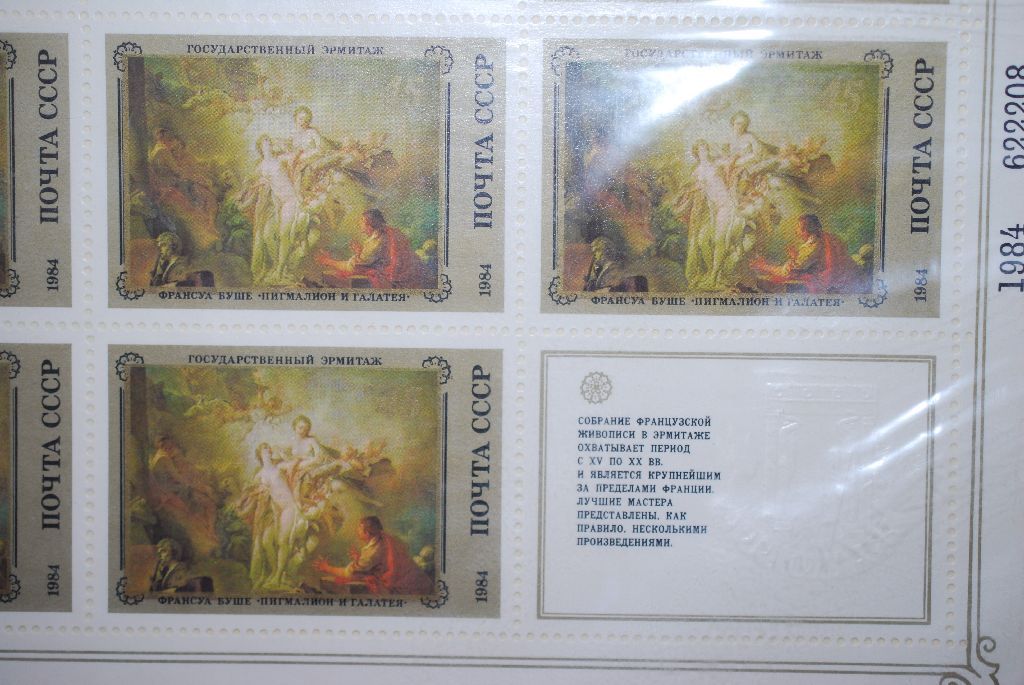 ГОСУДАРСТВЕННЫЙ ЭРМИТАЖ
ПОЧТА СССР
1984
ФРАНСУА БУШЕ "ПИГМАЛИОН И ГАЛАТЕЯ"
ГОСУДАРСТВЕННЫЙ ЭРМИТАЖ
45
ПОЧТА СССР
1984
ФРАНСУА БУШЕ "ПИГМАЛИОН И ГАЛАТЕЯ"
ПОЧТА СССР
1984
1984 622208
ГОСУДАРСТВЕННЫЙ ЭРМИТАЖ
ПОЧТА СССР
1984
ФРАНСУА БУШЕ "ПИГМАЛИОН И ГАЛАТЕЯ"
ПОЧТА СССР
1984
СОБРАНИЕ ФРАНЦУЗСКОЙ
ЖИВОПИСИ В ЭРМИТАЖЕ
ОХВАТЫВАЕТ ПЕРИОД
С XV ПО XX ВВ.
И ЯВЛЯЕТСЯ КРУПНЕЙШИМ
ЗА ПРЕДЕЛАМИ ФРАНЦИИ.
ЛУЧШИЕ МАСТЕРА
ПРЕДСТАВЛЕНЫ, КАК
ПРАВИЛО, НЕСКОЛЬКИМИ
ПРОИЗВЕДЕНИЯМИ.